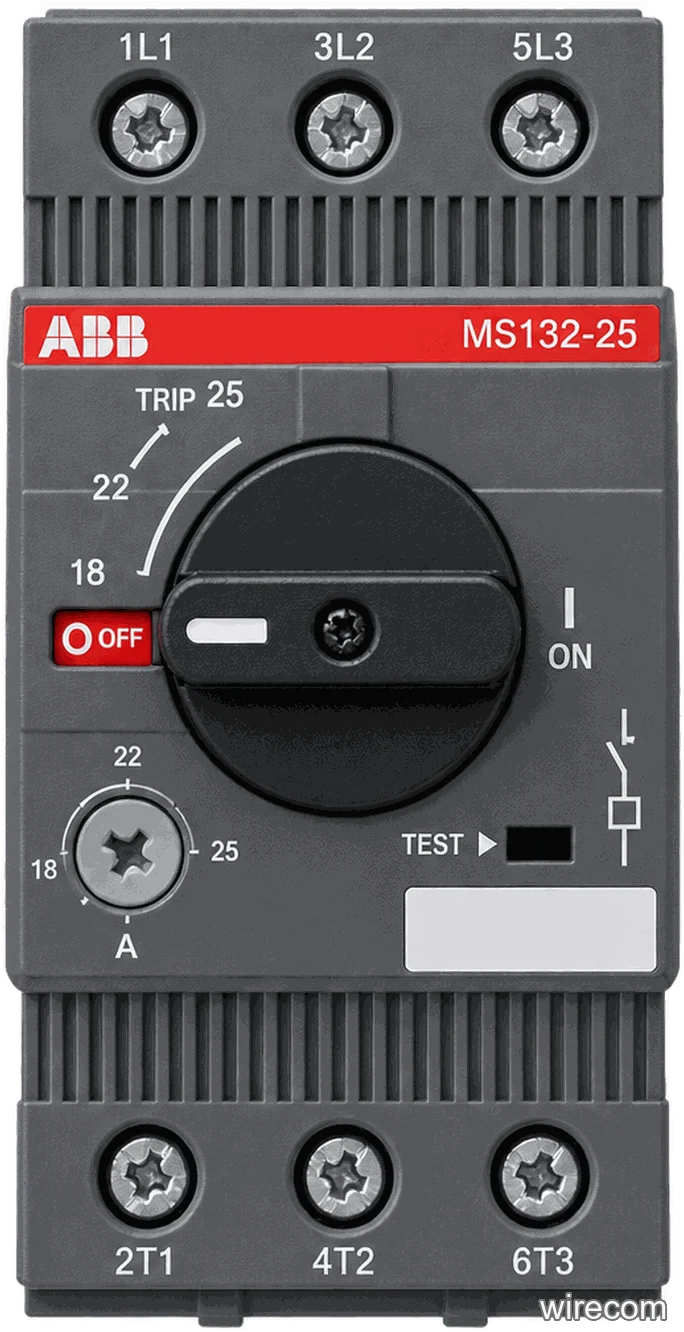 1L1 3L2 5L3
ABB MS132-25
TRIP 25
22
18
OFF
I
ON
22
18 25
A
TEST
2T1 4T2 6T3
wirecom